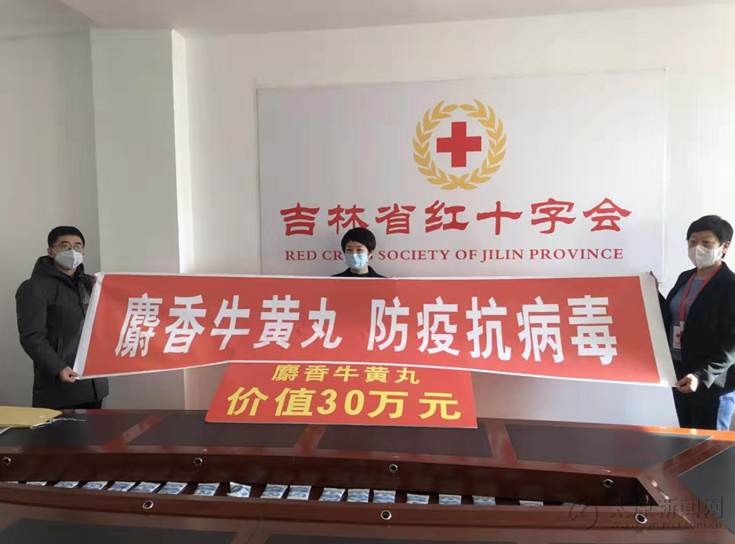 吉林省红十字会
RED CROSS SOCIETY OF JILIN PROVINCE
麝香牛黄丸 防疫抗病毒
麝香牛黄丸
价值30万元